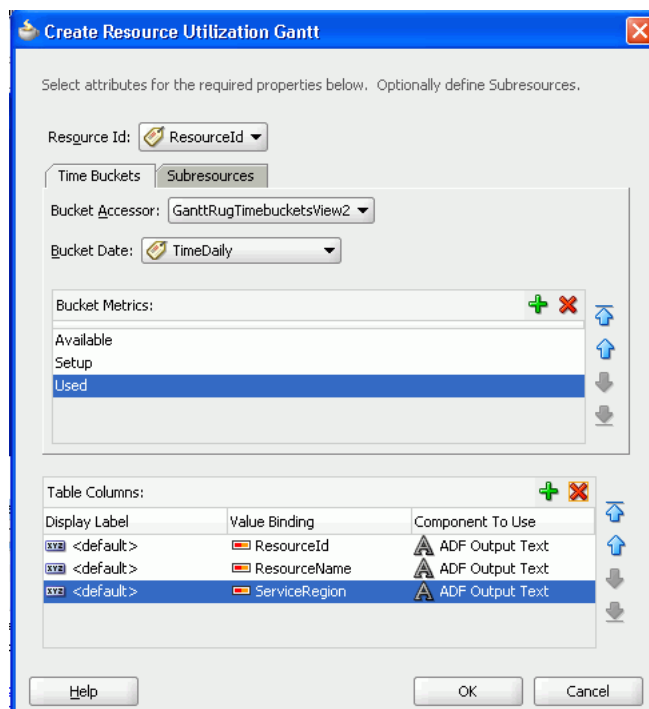 Create Resource Utilization Gantt
Select attributes for the required properties below. Optionally define Subresources.
Resource Id: ResourceId
Time Buckets Subresources
Bucket Accessor: GanttRugTimebucketsView2
Bucket Date: TimeDaily
Bucket Metrics:
Available
Setup
Used
Table Columns:
Display Label Value Binding Component To Use
xyz <default> ResourceId ADF Output Text
xyz <default> ResourceName ADF Output Text
xyz <default> ServiceRegion ADF Output Text
Help OK Cancel